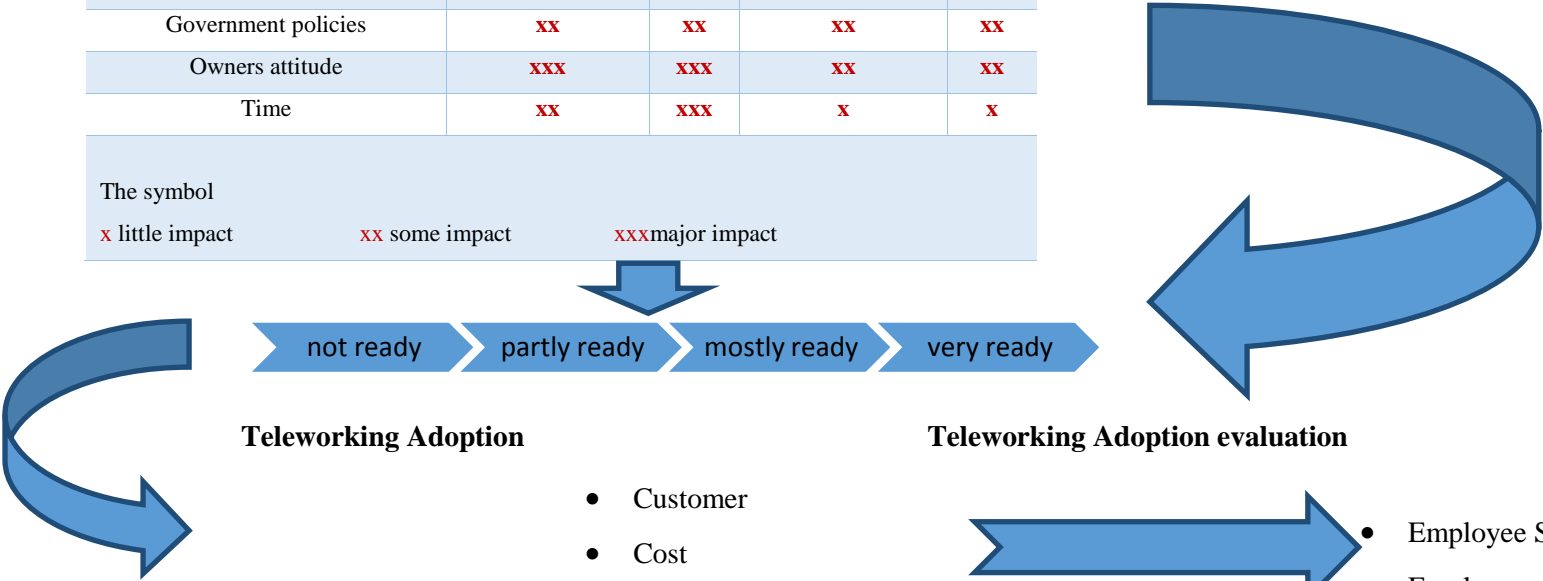 Government policies xx xx xx xx
Owners attitude xxx xxx xx xx
Time xx xxx x x
The symbol
x little impact xx some impact xxxmajor impact
not ready partly ready mostly ready very ready
Teleworking Adoption Teleworking Adoption evaluation
• Customer
• Employee S
• Cost